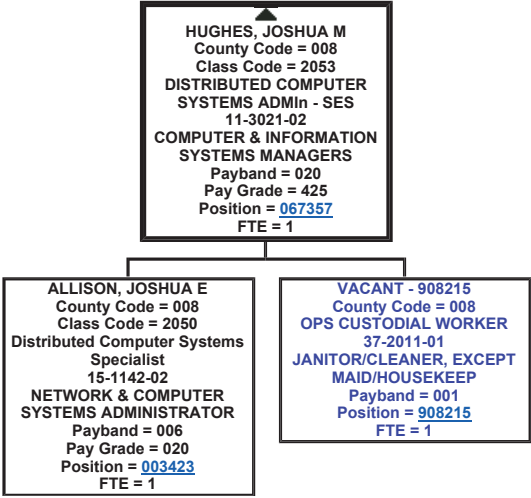 HUGHES, JOSHUA M
County Code = 008
Class Code = 2053
DISTRIBUTED COMPUTER
SYSTEMS ADMIn - SES
11-3021-02
COMPUTER & INFORMATION
SYSTEMS MANAGERS
Payband = 020
Pay Grade = 425
Position = 067357
FTE = 1
ALLISON, JOSHUA E
County Code = 008
Class Code = 2050
Distributed Computer Systems
Specialist
15-1142-02
NETWORK & COMPUTER
SYSTEMS ADMINISTRATOR
Payband = 006
Pay Grade = 020
Position = 003423
FTE = 1
VACANT - 908215
County Code = 008
OPS CUSTODIAL WORKER
37-2011-01
JANITOR/CLEANER, EXCEPT
MAID/HOUSEKEEP
Payband = 001
Position = 908215
FTE = 1